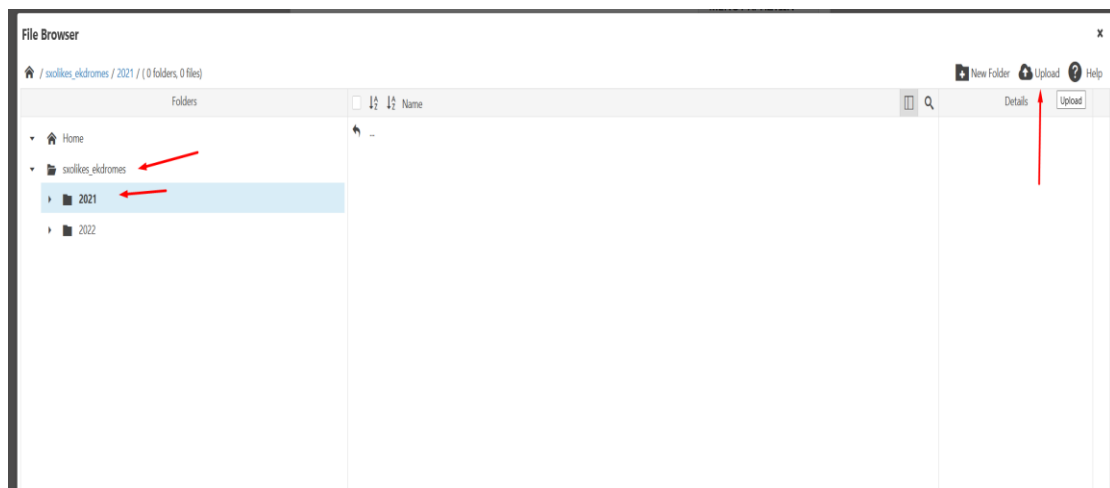 File Browser x
/ sxolikes_ekdromes / 2021 / ( 0 folders, 0 files) New Folder Upload ? Help
Folders Name Details Upload
Home ..
sxolikes_ekdromes
2021
2022